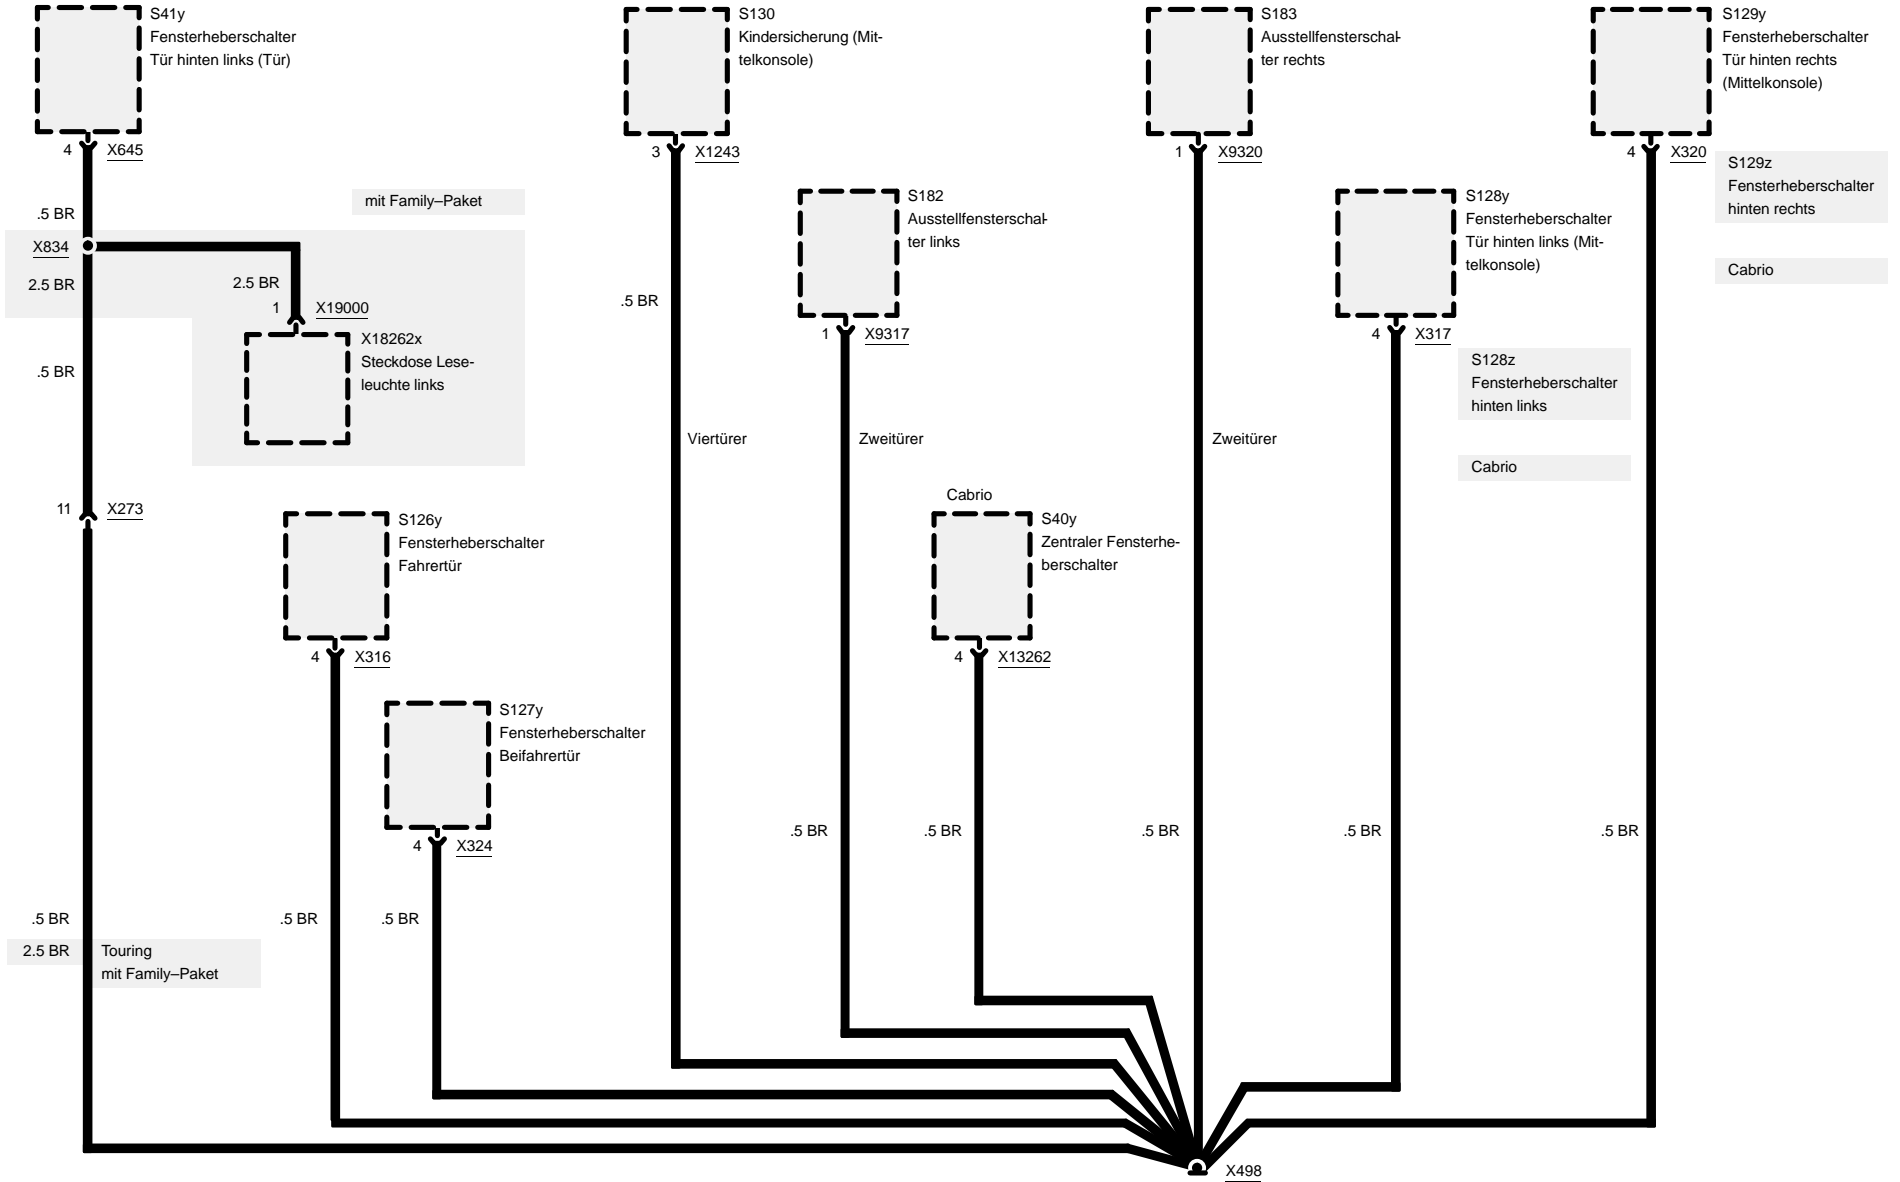 S41y
Fensterheberschalter
Tür hinten links (Tür)
4
X645
S130
Kindersicherung (Mit-
telkonsole)
3
X1243
S183
Ausstellfensterschal-
ter rechts
1
X9320
S129y
Fensterheberschalter
Tür hinten rechts
(Mittelkonsole)
4
X320
S129z
Fensterheberschalter
hinten rechts
Cabrio
mit Family–Paket
.5 BR
X834
2.5 BR
2.5 BR
1
X19000
X18262x
Steckdose Lese-
leuchte links
.5 BR
.5 BR
S182
Ausstellfensterschal-
ter links
1
X9317
S128y
Fensterheberschalter
Tür hinten links (Mit-
telkonsole)
4
X317
S128z
Fensterheberschalter
hinten links
Cabrio
Viertürer
Zweitürer
Zweitürer
11
X273
S126y
Fensterheberschalter
Fahrertür
4
X316
Cabrio
S40y
Zentraler Fensterhe-
berschalter
4
X13262
S127y
Fensterheberschalter
Beifahrertür
4
X324
.5 BR
.5 BR
.5 BR
.5 BR
.5 BR
.5 BR
.5 BR
.5 BR
2.5 BR
Touring
mit Family–Paket
X498